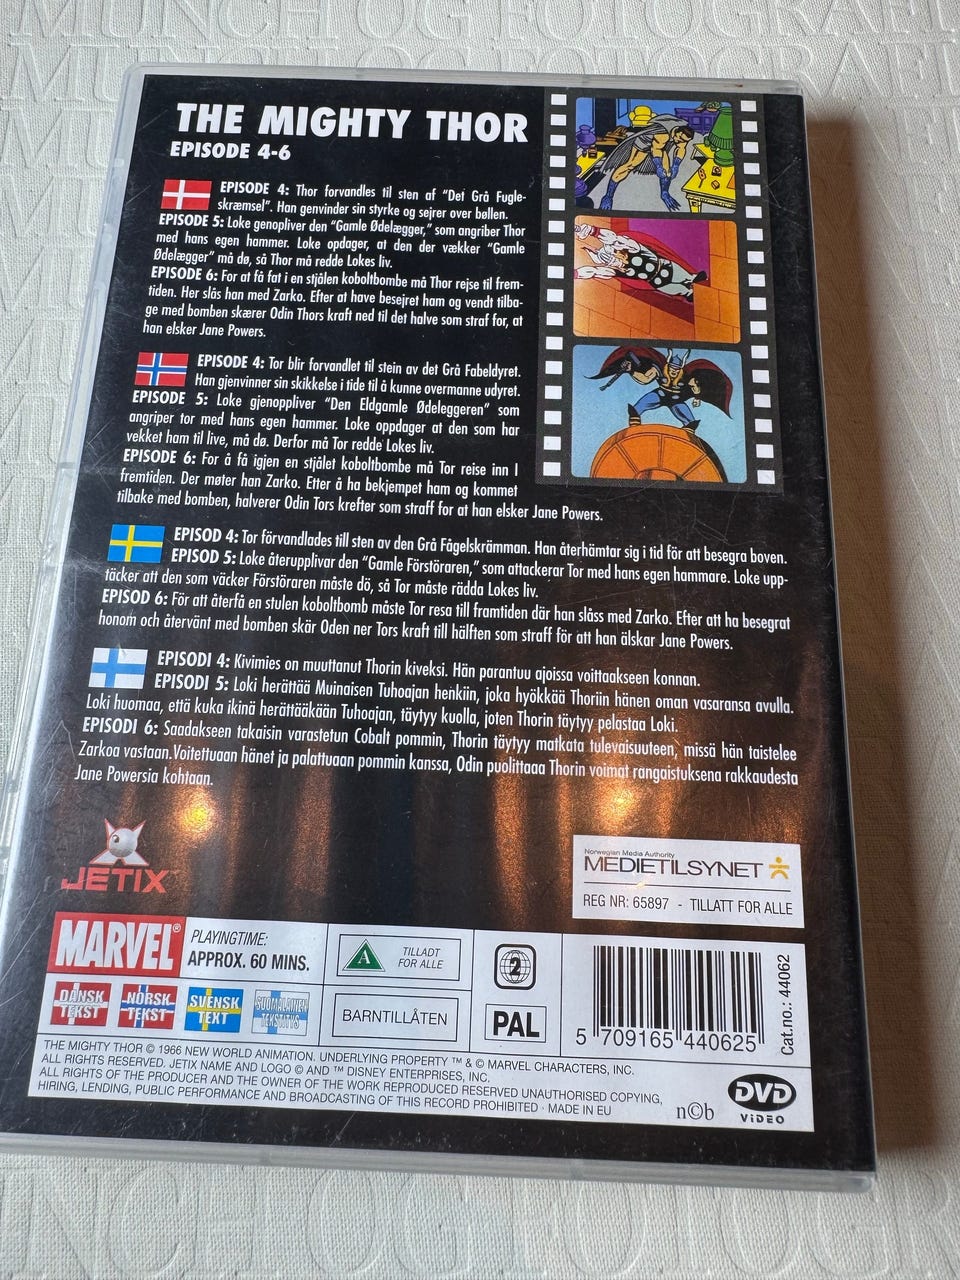 MUNCH OG FOTOGRAFI
MUNCH OG FOTOGRAFI
THE MIGHTY THOR
EPISODE 4-6
EPISODE 4: Thor forvandles til sten af "Det Grå Fugle-
skræmsel". Han genvinder sin styrke og sejrer over bøllen.
EPISODE 5: Loke genopliver den "Gamle Ødelægger," som angriber Thor
med hans egen hammer. Loke opdager, at den der vækker "Gamle
Ødelægger" må dø, så Thor må redde Lokes liv.
EPISODE 6: For at få fat i en stjålen koboltbombe må Thor rejse til frem-
tiden. Her slås han med Zarko. Efter at have besejret ham og vendt tilba-
ge med bomben skærer Odin Thors kraft ned til det halve som straf for, at
han elsker Jane Powers.
EPISODE 4: Tor blir forvandlet til stein av det Grå Fabeldyret.
Han gjenvinner sin skikkelse i tide til å kunne overmanne udyret.
EPISODE 5: Loke gjenoppliver "Den Eldgamle Ødeleggeren" som
angriper tor med hans egen hammer. Loke oppdager at den som har
vekket ham til live, må dø. Derfor må Tor redde Lokes liv.
EPISODE 6: For å få igjen en stjålet koboltbombe må Tor reise inn I
fremtiden. Der møter han Zarko. Etter å ha bekjempet ham og kommet
tilbake med bomben, halverer Odin Tors krefter som straff for at han elsker Jane Powers.
EPISOD 4: Tor förvandlades till sten av den Grå Fågelskrämman. Han återhämtar sig i tid för att besegra boven.
EPISOD 5: Loke återupplivar den "Gamle Förstöraren," som attackerar Tor med hans egen hammare. Loke upp-
täcker att den som väcker Förstöraren måste dö, så Tor måste rädda Lokes liv.
EPISOD 6: För att återfå en stulen koboltbomb måste Tor resa till framtiden där han slåss med Zarko. Efter att ha besegrat
honom och återvänt med bomben skär Oden ner Tors kraft till hälften som straff för att han älskar Jane Powers.
EPISODI 4: Kivimies on muuttanut Thorin kiveksi. Hän parantuu ajoissa voittaakseen konnan.
EPISODI 5: Loki herättää Muinaisen Tuhoajan henkiin, joka hyökkää Thoriin hänen oman vasaransa avulla.
Loki huomaa, että kuka ikinä herättääkään Tuhoajan, täytyy kuolla, joten Thorin täytyy pelastaa Loki.
EPISODI 6: Saadakseen takaisin varastetun Cobalt pommin, Thorin täytyy matkata tulevaisuuteen, missä hän taistelee
Zarkoa vastaan. Voitettuaan hänet ja palattuaan pommin kanssa, Odin puolittaaa Thorin voimat rangaistuksena rakkaudesta
Jane Powersia kohtaan.
JETIX
Norwegian Media Authority
MEDIETILSYNET
REG NR: 65897 - TILLATT FOR ALLE
MARVEL®
PLAYINGTIME:
APPROX. 60 MINS.
A
TILLADT
FOR ALLE
BARNTILLÅTEN
2
PAL
DANSK
TEKST
NORSK
TEKST
SVENSK
TEXT
SUOMALAINEN
TEKSTITYS
5 709165 440625
Cat.no.: 44062
THE MIGHTY THOR © 1966 NEW WORLD ANIMATION. UNDERLYING PROPERTY ™ & © MARVEL CHARACTERS, INC.
ALL RIGHTS RESERVED. JETIX NAME AND LOGO © AND ™ DISNEY ENTERPRISES, INC.
ALL RIGHTS OF THE PRODUCER AND THE OWNER OF THE WORK REPRODUCED RESERVED UNAUTHORISED COPYING,
HIRING, LENDING, PUBLIC PERFORMANCE AND BROADCASTING OF THIS RECORD PROHIBITED · MADE IN EU
n©b
DVD
VIDEO
MUNCH OG FOTOGRAFI